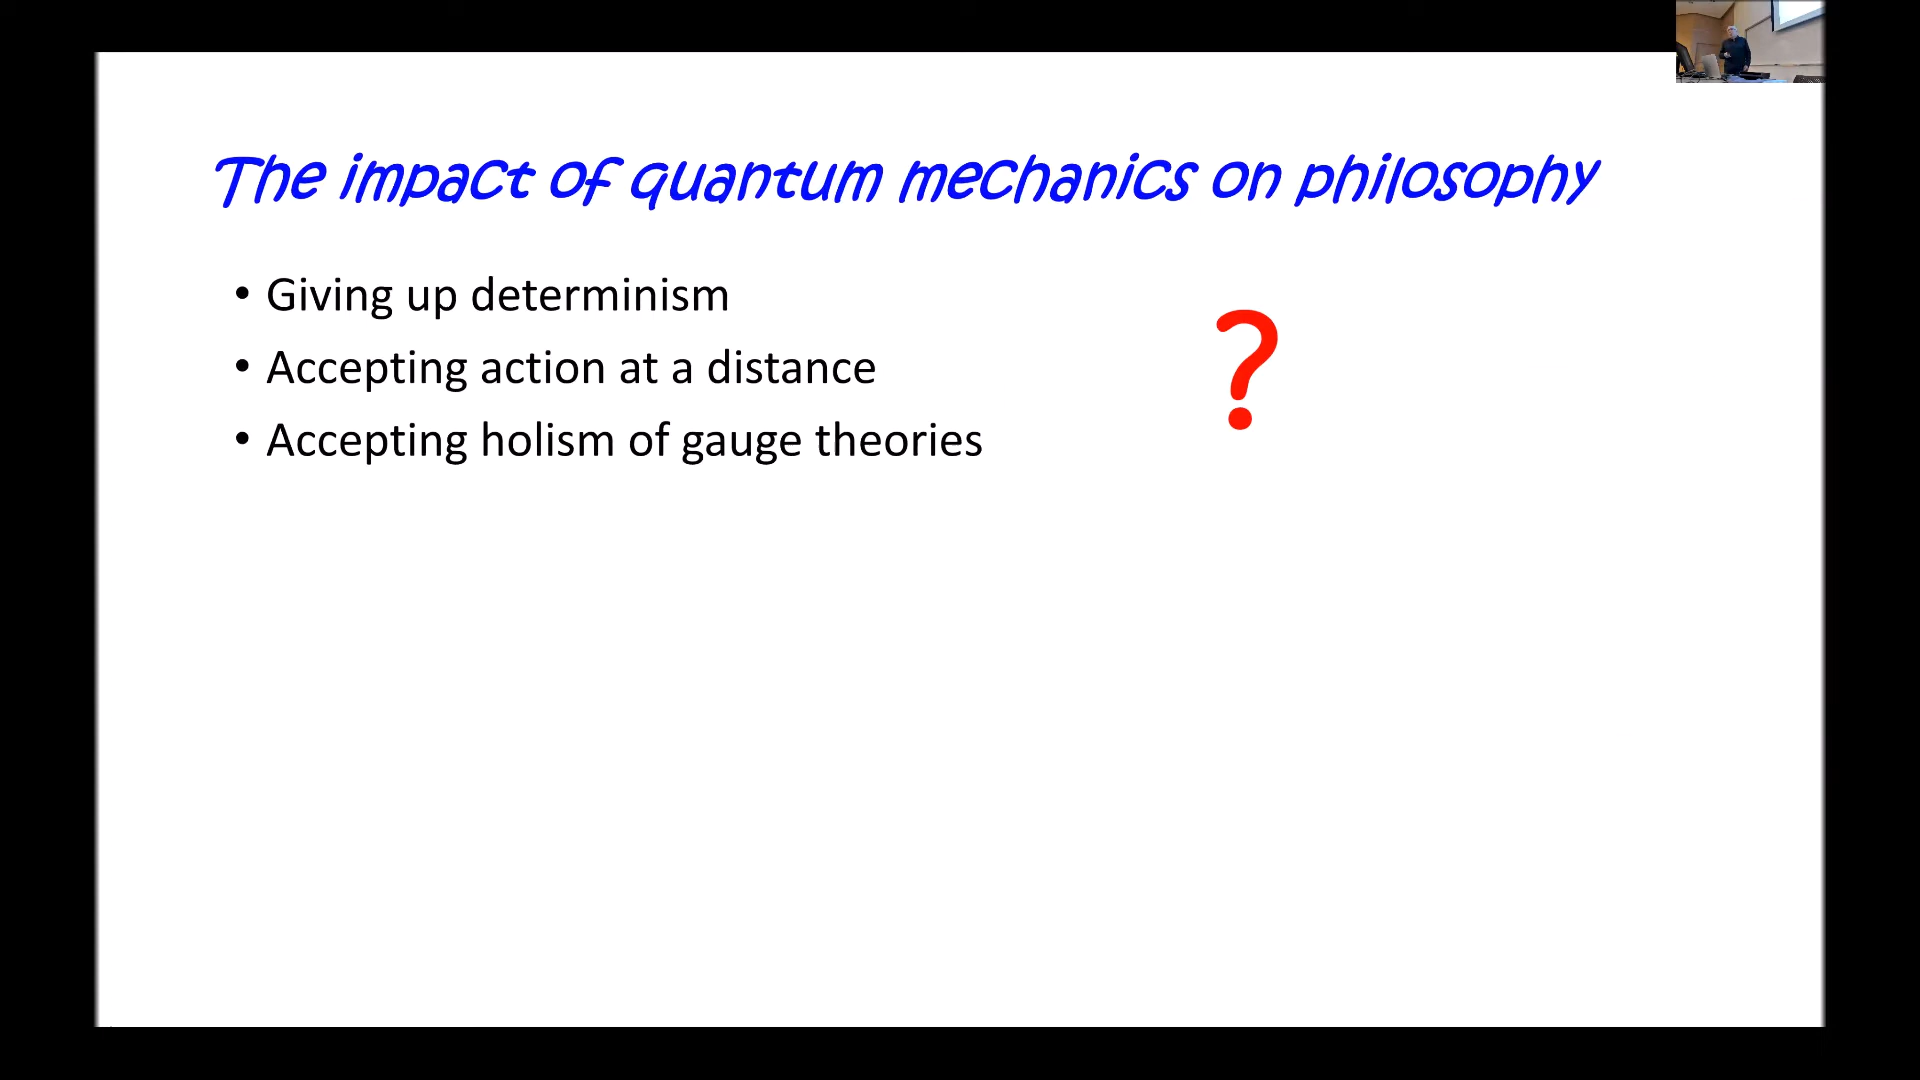 The impact of quantum mechanics on philosophy
• Giving up determinism
• Accepting action at a distance
• Accepting holism of gauge theories
?